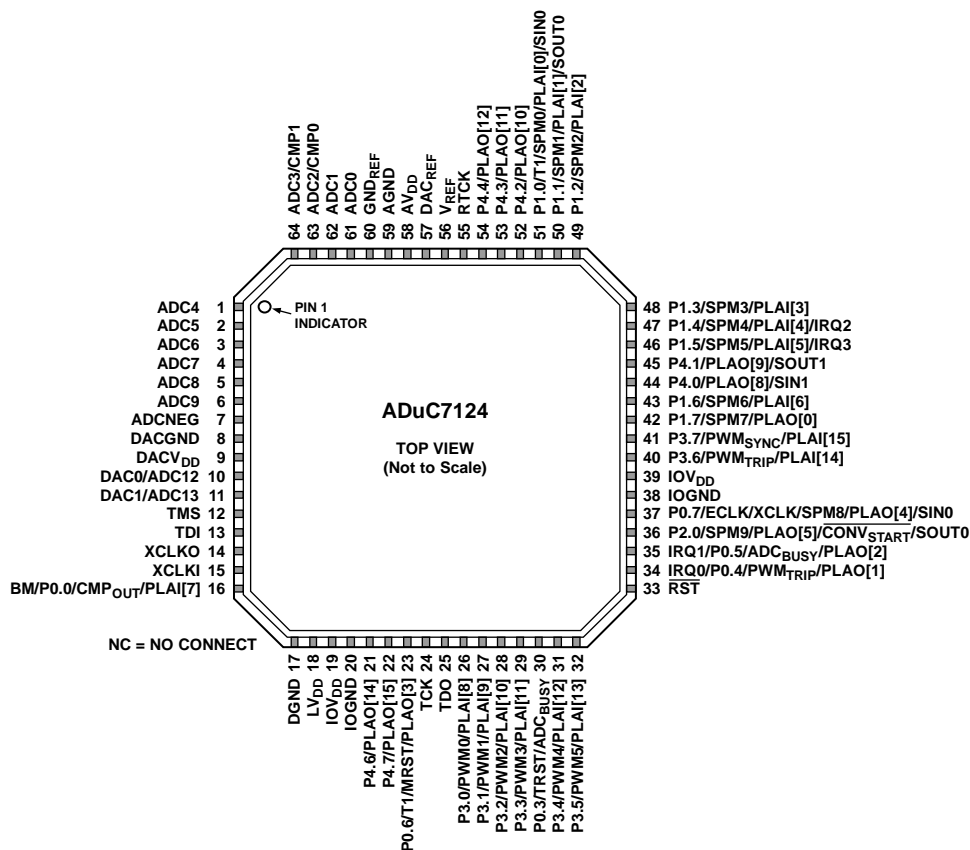 64 ADC3/CMP1
63 ADC2/CMP0
62 ADC1
61 ADC0
60 GNDREF
59 AGND
58 AVDD
57 DACREF
56 VREF
55 RTCK
54 P4.4/PLAO[12]
53 P4.3/PLAO[11]
52 P4.2/PLAO[10]
51 P1.0/T1/SPM0/PLAI[0]/SIN0
50 P1.1/SPM1/PLAI[1]/SOUT0
49 P1.2/SPM2/PLAI[2]
ADC4 1
ADC5 2
ADC6 3
ADC7 4
ADC8 5
ADC9 6
ADCNEG 7
DACGND 8
DACVDD 9
DAC0/ADC12 10
DAC1/ADC13 11
TMS 12
TDI 13
XCLKO 14
XCLKI 15
BM/P0.0/CMPOUT/PLAI[7] 16
PIN 1
INDICATOR
ADuC7124
TOP VIEW
(Not to Scale)
48 P1.3/SPM3/PLAI[3]
47 P1.4/SPM4/PLAI[4]/IRQ2
46 P1.5/SPM5/PLAI[5]/IRQ3
45 P4.1/PLAO[9]/SOUT1
44 P4.0/PLAO[8]/SIN1
43 P1.6/SPM6/PLAI[6]
42 P1.7/SPM7/PLAO[0]
41 P3.7/PWMSYNC/PLAI[15]
40 P3.6/PWMTRIP/PLAI[14]
39 IOVDD
38 IOGND
37 P0.7/ECLK/XCLK/SPM8/PLAO[4]/SIN0
36 P2.0/SPM9/PLAO[5]/CONVSTART/SOUT0
35 IRQ1/P0.5/ADCBUSY/PLAO[2]
34 IRQ0/P0.4/PWMTRIP/PLAO[1]
33 RST
NC = NO CONNECT
DGND 17
LVDD 18
IOVDD 19
IOGND 20
P4.6/PLAO[14] 21
P4.7/PLAO[15] 22
P0.6/T1/MRST/PLAO[3] 23
TCK 24
TDO 25
P3.0/PWM0/PLAI[8] 26
P3.1/PWM1/PLAI[9] 27
P3.2/PWM2/PLAI[10] 28
P3.3/PWM3/PLAI[11] 29
P0.3/TRST/ADCBUSY 30
P3.4/PWM4/PLAI[12] 31
P3.5/PWM5/PLAI[13] 32